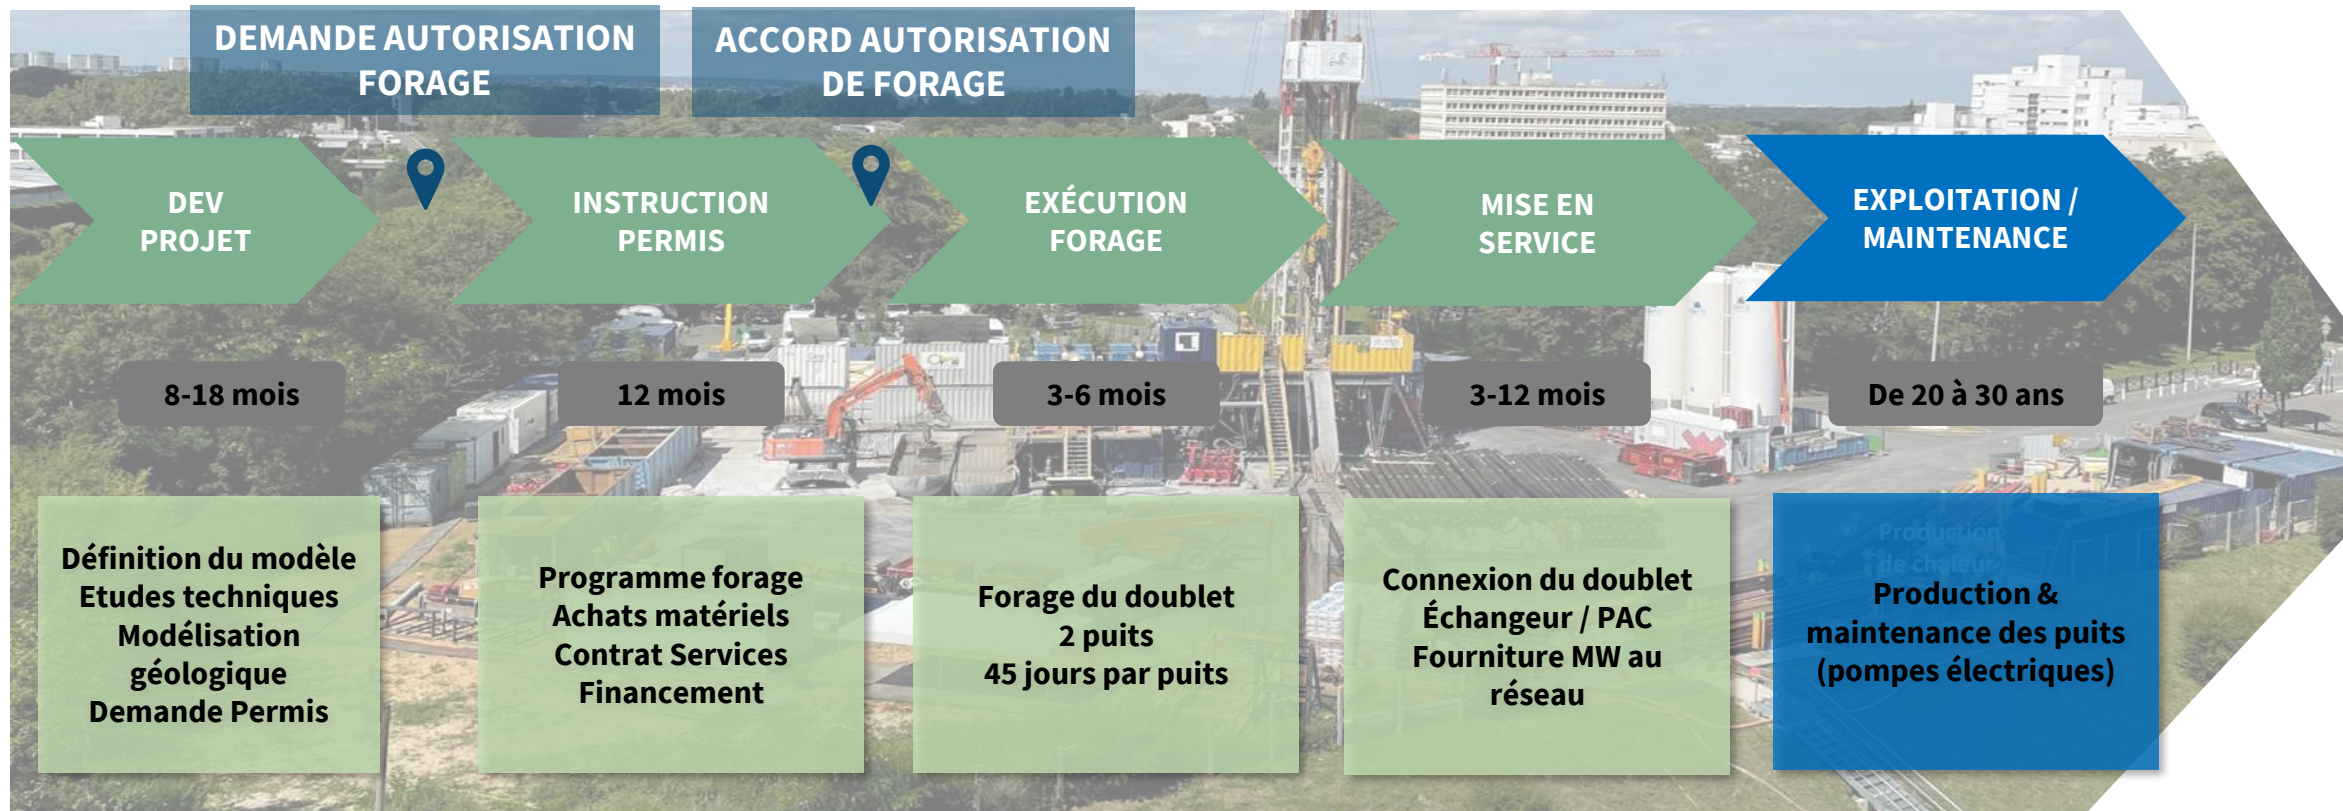 DEMANDE AUTORISATION
FORAGE
ACCORD AUTORISATION
DE FORAGE
DEV
PROJET
INSTRUCTION
PERMIS
EXÉCUTION
FORAGE
MISE EN
SERVICE
EXPLOITATION /
MAINTENANCE
8-18 mois
12 mois
3-6 mois
3-12 mois
De 20 à 30 ans
Définition du modèle
Etudes techniques
Modélisation
géologique
Demande Permis
Programme forage
Achats matériels
Contrat Services
Financement
Forage du doublet
2 puits
45 jours par puits
Connexion du doublet
Échangeur / PAC
Fourniture MW au
réseau
Production
de chaleur
Production &
maintenance des puits
(pompes électriques)